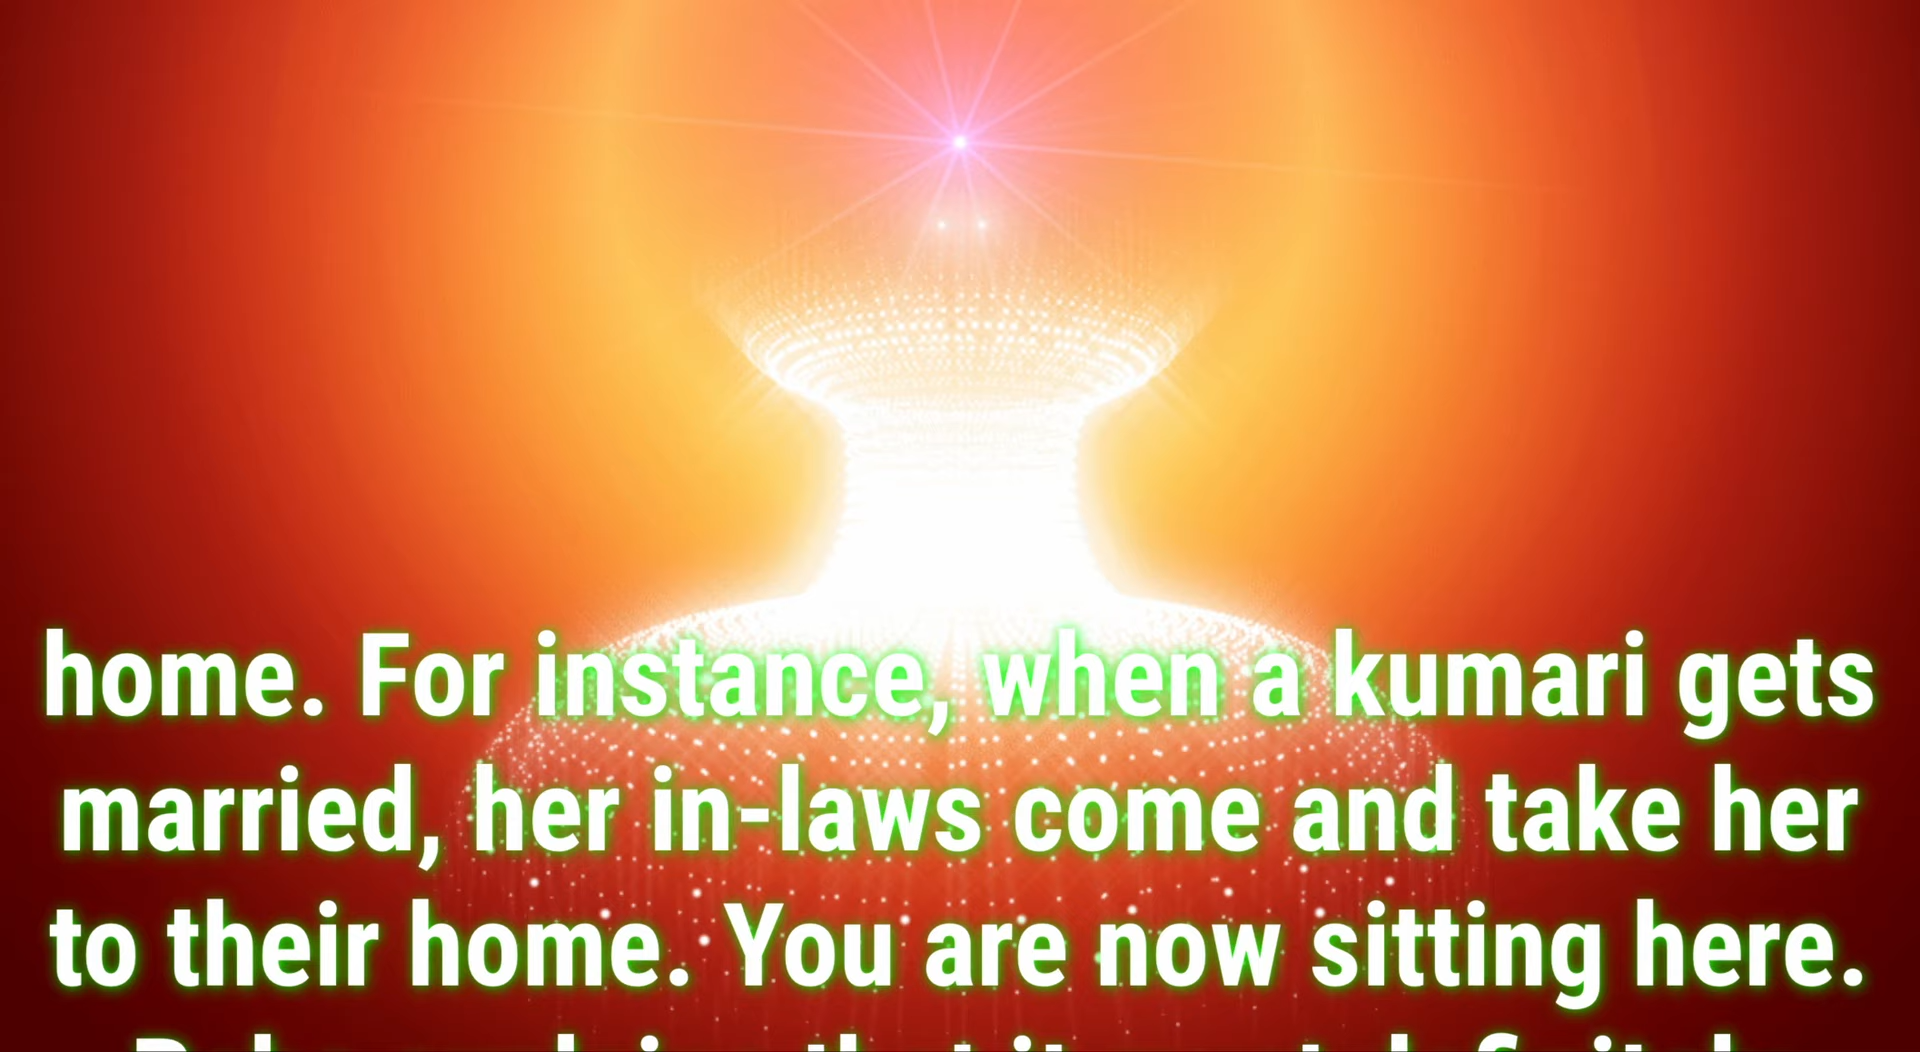 home. For instance, when a kumari gets
married, her in-laws come and take her
to their home. You are now sitting here.